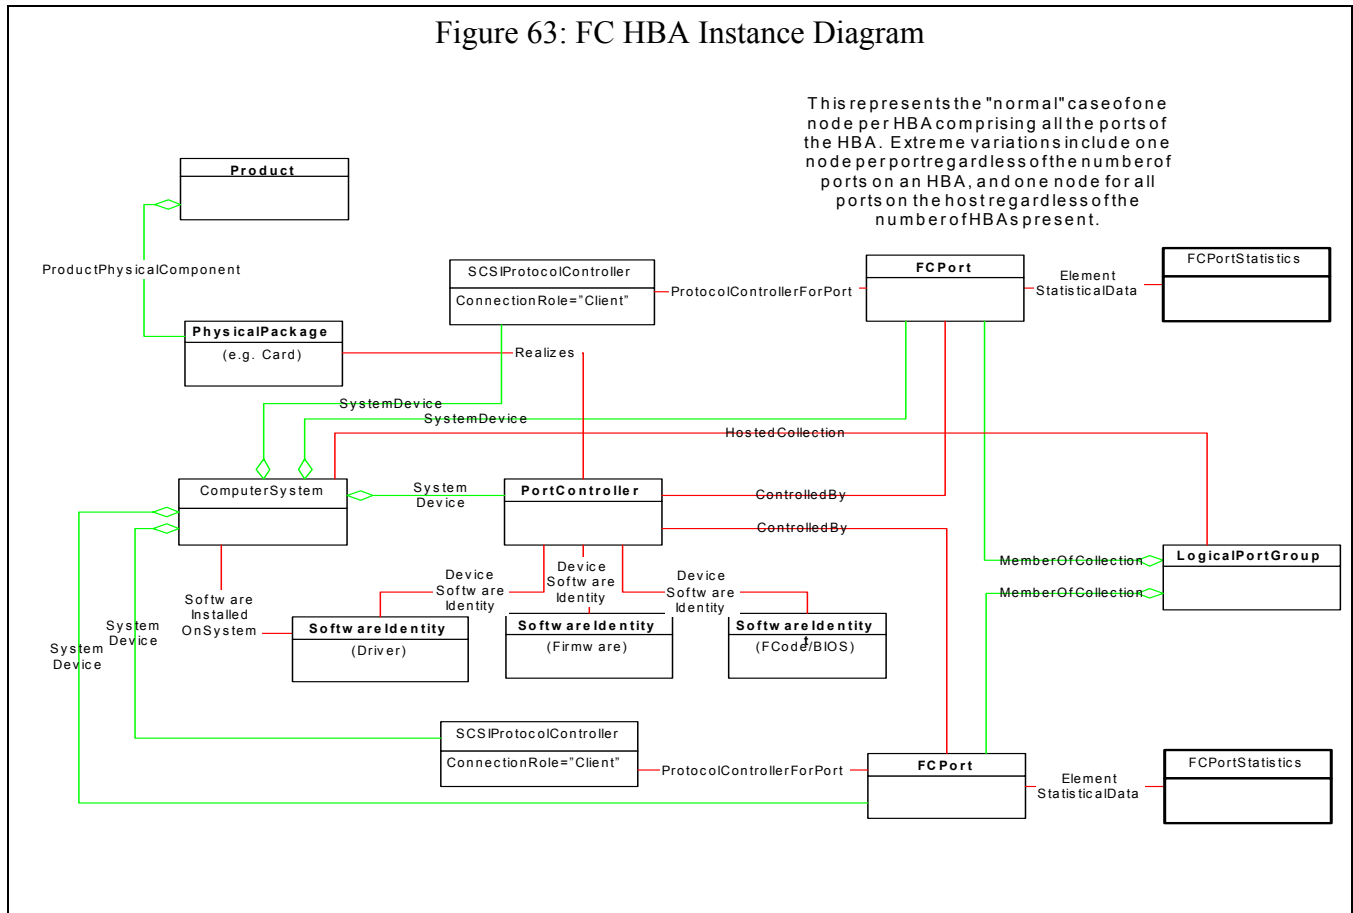 Figure 63: FC HBA Instance Diagram
This represents the "normal" case of one
node per HBA comprising all the ports of
the HBA. Extreme variations include one
node per port regardless of the number of
ports on an HBA, and one node for all
ports on the host regardless of the
number of HBAs present.
Product
ProductPhysicalComponent
SCSIProtocolController
ConnectionRole="Client"
ProtocolControllerForPort
FCPort
Element
StatisticalData
FCPortStatistics
PhysicalPackage
(e.g. Card)
Realizes
SystemDevice
SystemDevice
HostedCollection
ComputerSystem
System
Device
PortController
ControlledBy
ControlledBy
MemberOfCollection
MemberOfCollection
LogicalPortGroup
Software
Installed
OnSystem
Device
Software
Identity
Device
Software
Identity
Device
Software
Identity
SoftwareIdentity
(Driver)
SoftwareIdentity
(Firmware)
SoftwareIdentity
t
(FCode/BIOS)
System
Device
System
Device
SCSIProtocolController
ConnectionRole="Client"
ProtocolControllerForPort
FCPort
Element
StatisticalData
FCPortStatistics